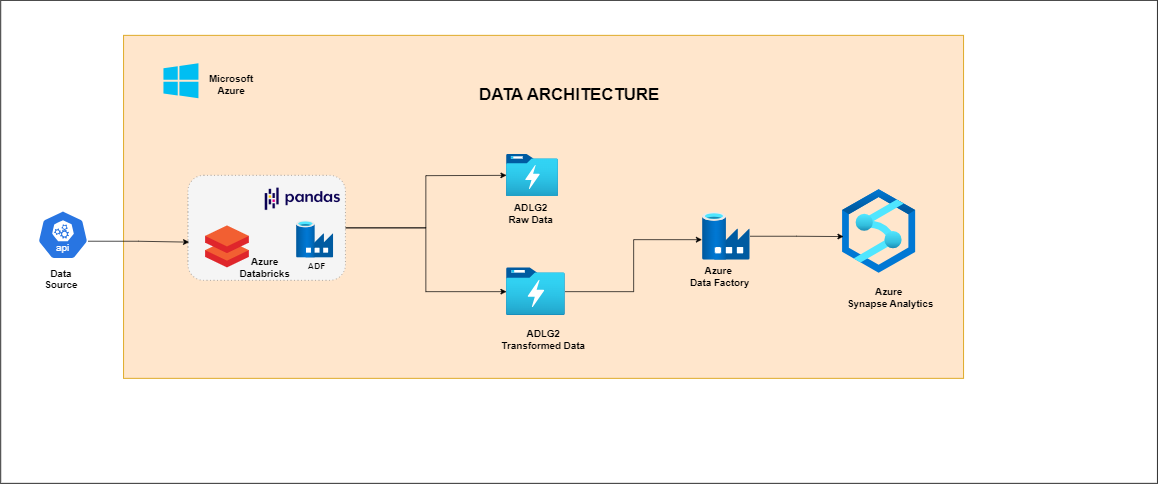 Microsoft
Azure
DATA ARCHITECTURE
pandas
Azure
Databricks
ADF
api
Data
Source
ADLG2
Raw Data
ADLG2
Transformed Data
Azure
Data Factory
Azure
Synapse Analytics